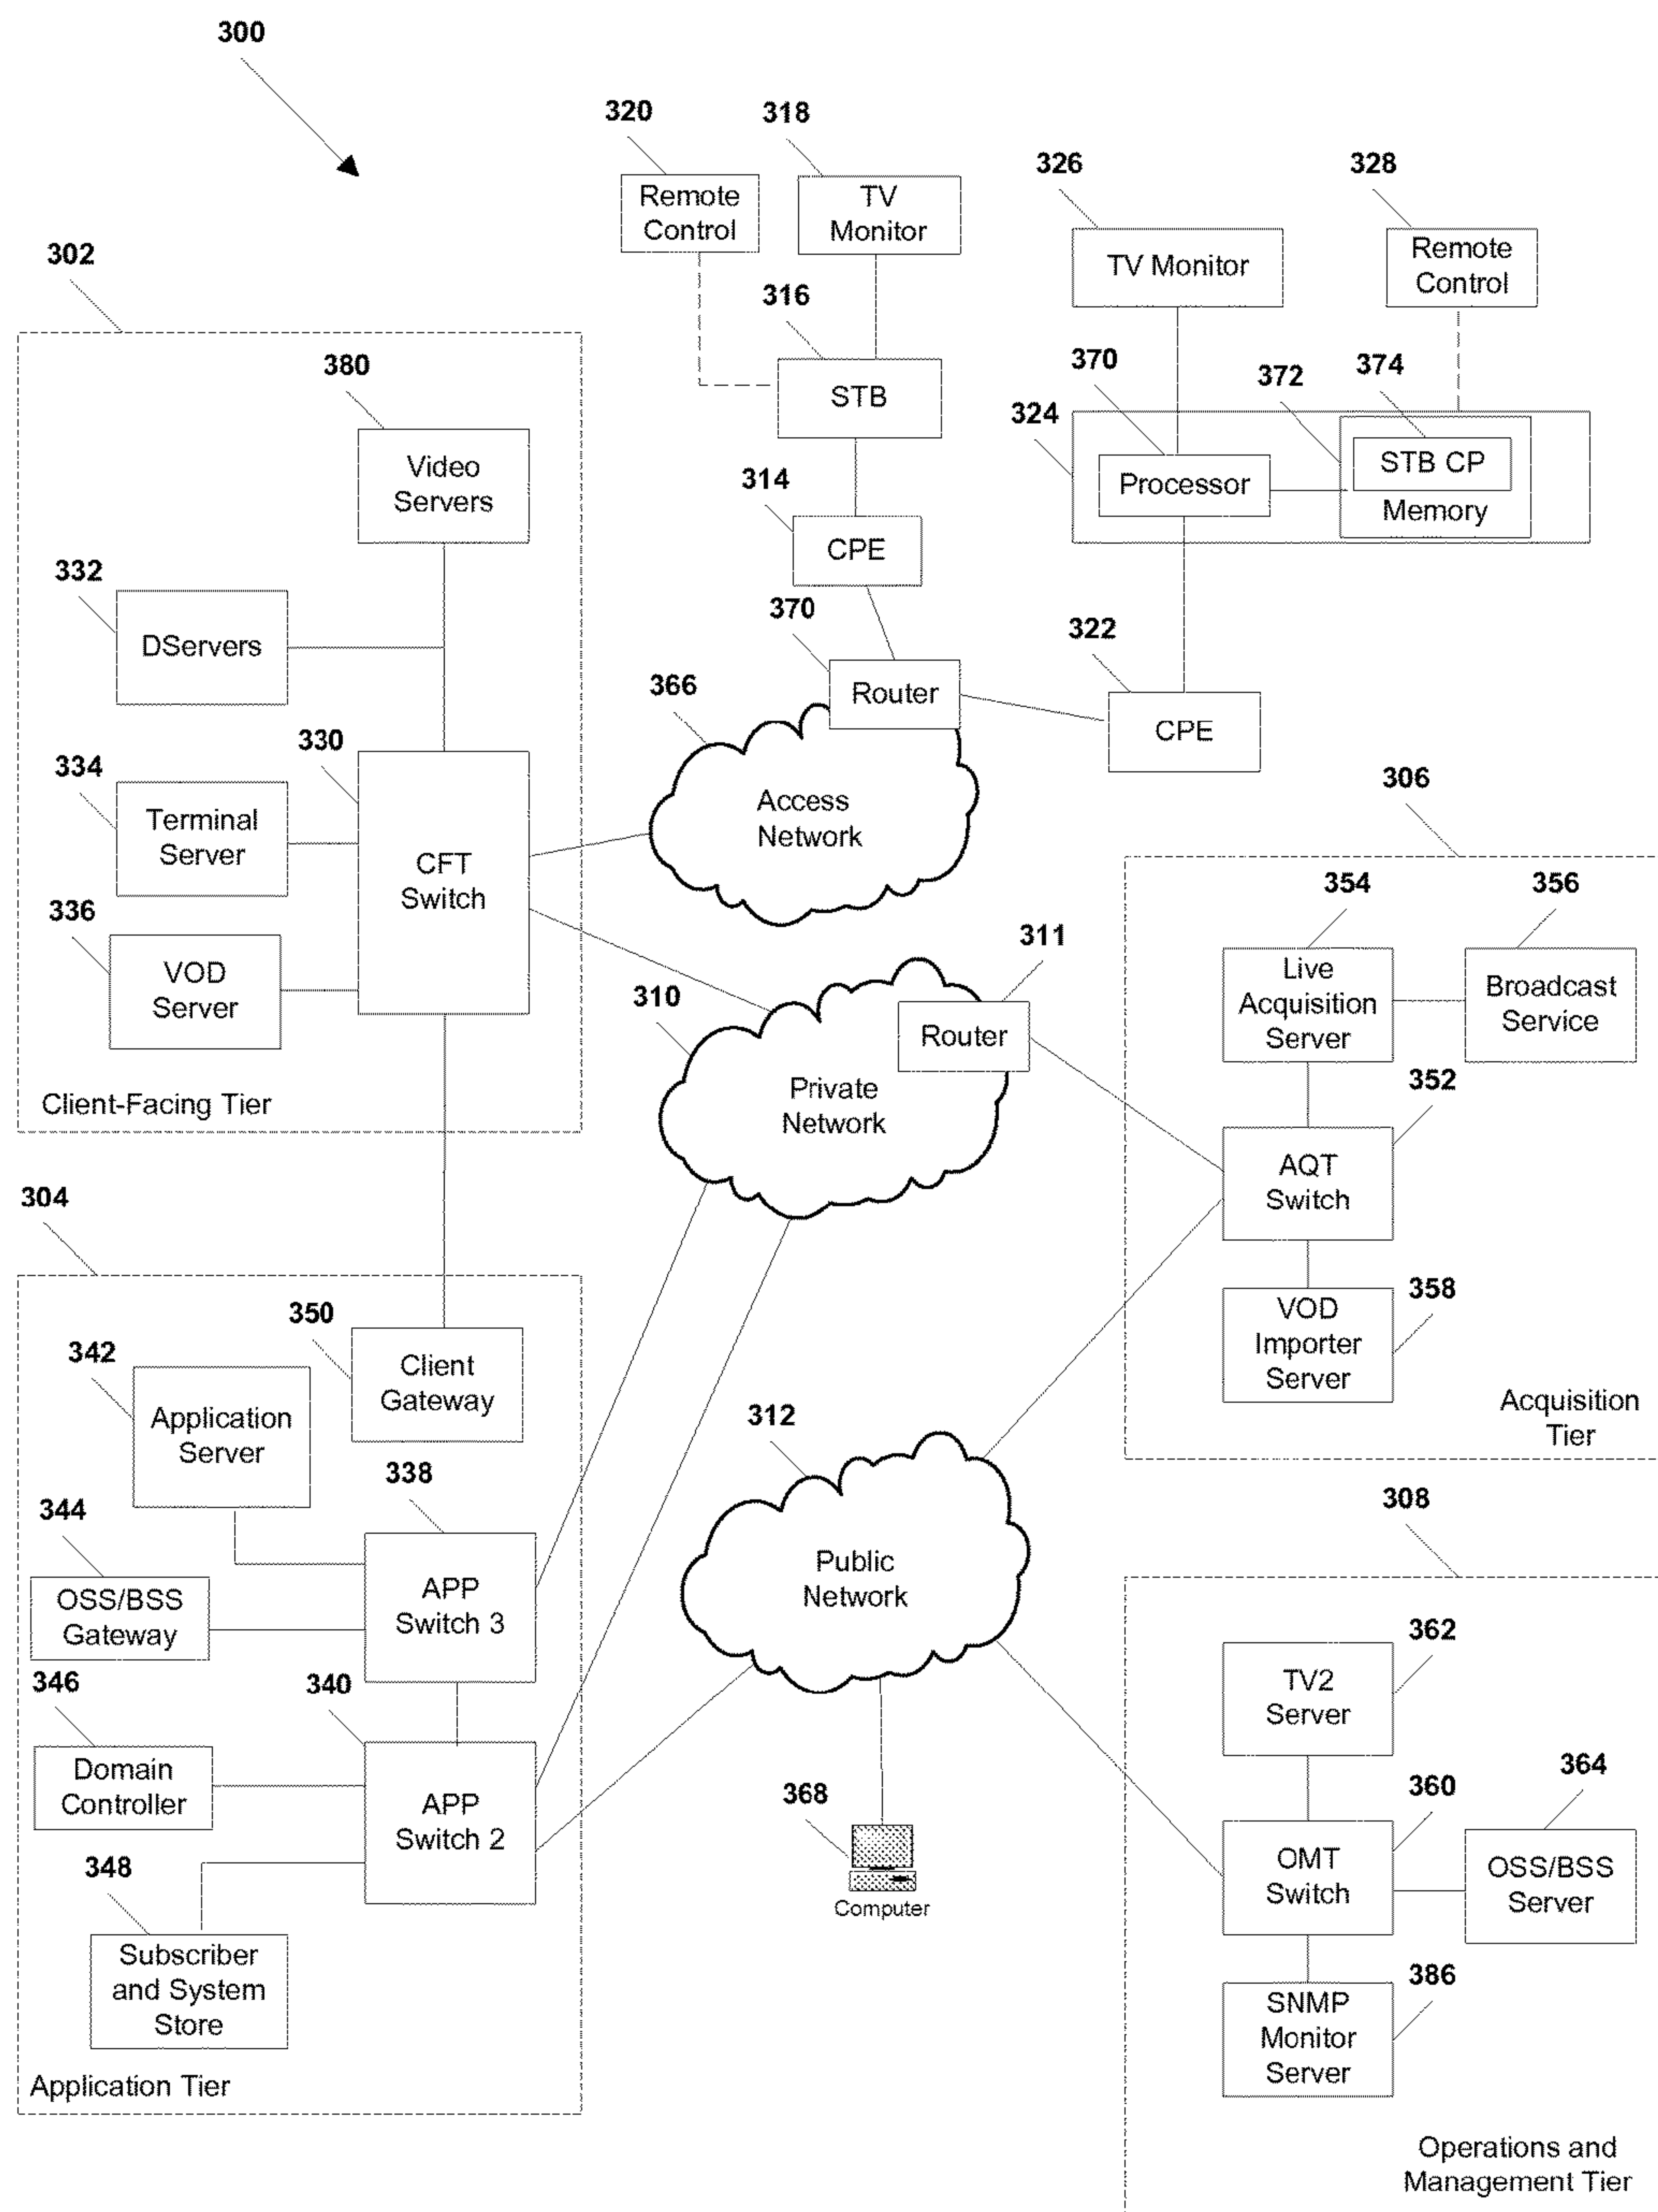 300
320
318
326
328
Remote
Control
TV
Monitor
TV Monitor
Remote
Control
302
316
380
370
372
374
324
STB
STB CP
Processor
Memory
Video
Servers
314
CPE
332
DServers
370
322
366
Router
CPE
330
334
Terminal
Server
CFT
Switch
Access
Network
306
336
VOD
Server
354
356
311
310
Live
Acquisition
Server
Broadcast
Service
Router
352
Client-Facing Tier
Private
Network
AQT
Switch
304
350
358
342
Client
Gateway
VOD
Importer
Server
Application
Server
312
Acquisition
Tier
338
344
308
APP
Switch 3
OSS/BSS
Gateway
Public
Network
362
346
340
TV2
Server
Domain
Controller
368
360
364
APP
Switch 2
348
OMT
Switch
OSS/BSS
Server
Computer
Subscriber
and System
Store
386
SNMP
Monitor
Server
Application Tier
Operations and
Management Tier